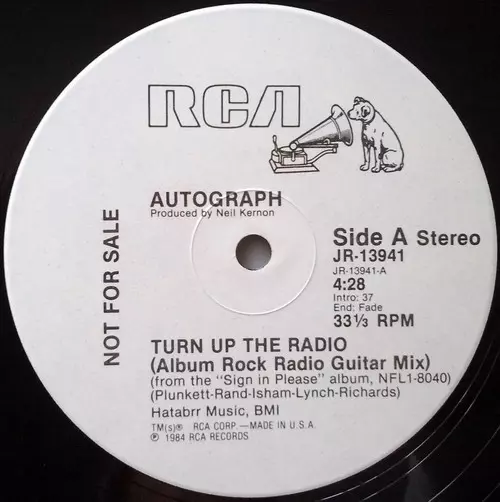 RCA
NOT FOR SALE
AUTOGRAPH
Produced by Neil Kernon
Side A Stereo
JR-13941
JR-13941-A
4:28
Intro: 37
End: Fade
33⅓ RPM
TURN UP THE RADIO
(Album Rock Radio Guitar Mix)
(from the "Sign in Please" album, NFL1-8040)
(Plunkett-Rand-Isham-Lynch-Richards)
Hatabrr Music, BMI
TM(s)® RCA CORP.—MADE IN U.S.A.
℗ 1984 RCA RECORDS